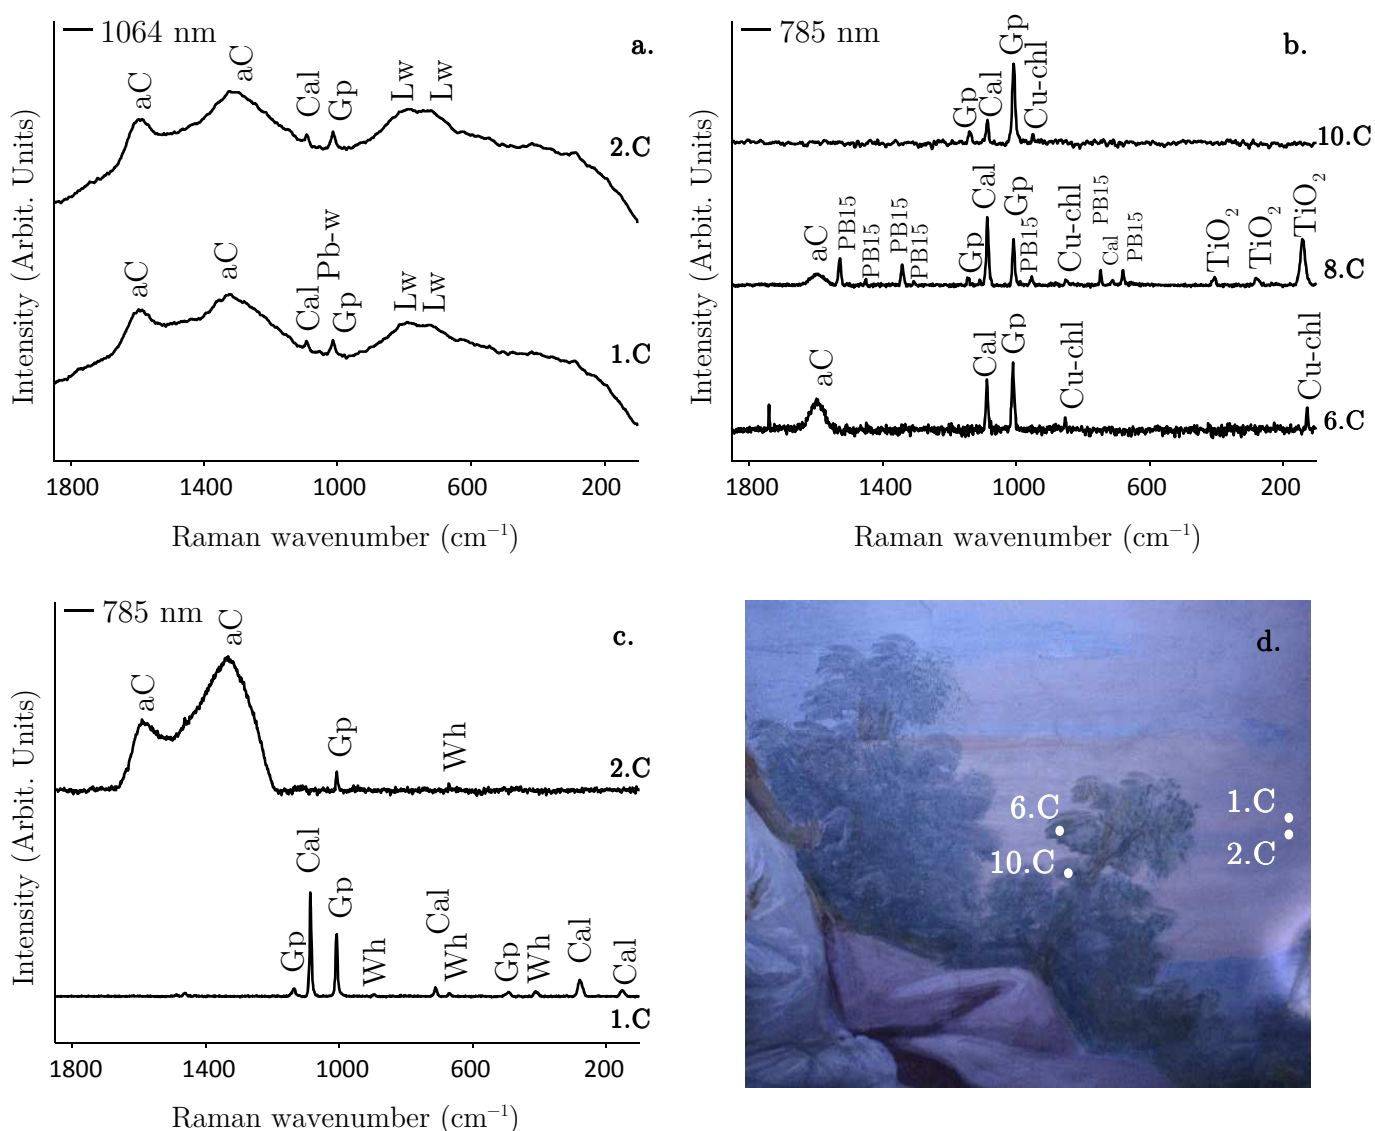 1064 nm
a.
aC
aC
Cal
Gp
Lw
Lw
2.C
aC
aC
Cal
Pb-w
Gp
Lw
Lw
1.C
Intensity (Arbit. Units)
1800 1400 1000 600 200
Raman wavenumber (cm⁻¹)
785 nm
b.
Gp
Cal
Gp
Cu-chl
10.C
aC
PB15
PB15
PB15
PB15
Gp
Cal
Gp
PB15
Cu-chl
PB15
Cal
PB15
TiO₂
TiO₂
TiO₂
8.C
aC
Cal
Gp
Cu-chl
Cu-chl
6.C
Intensity (Arbit. Units)
1800 1400 1000 600 200
Raman wavenumber (cm⁻¹)
785 nm
c.
aC
aC
Gp
Wh
2.C
Gp
Cal
Gp
Wh
Cal
Wh
Gp
Wh
Cal
Cal
1.C
Intensity (Arbit. Units)
1800 1400 1000 600 200
Raman wavenumber (cm⁻¹)
d.
6.C
1.C
10.C
2.C